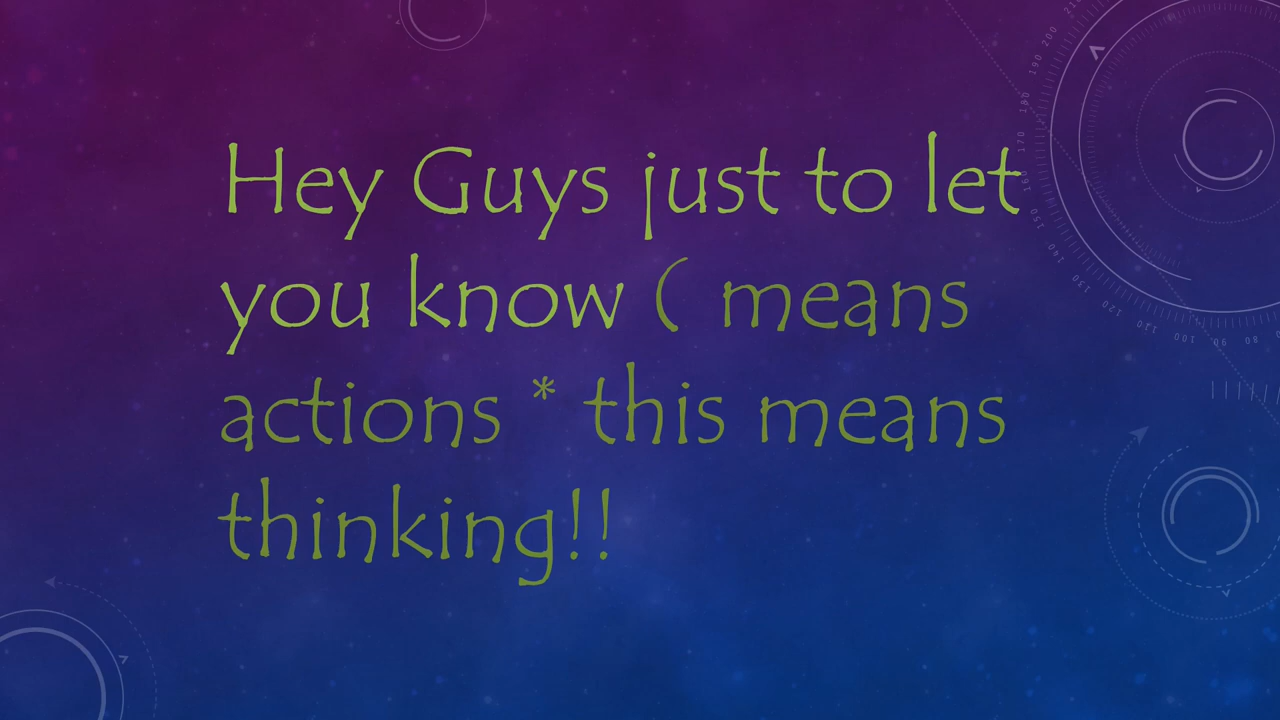 Hey Guys just to let
you know ( means
actions * this means
thinking!!